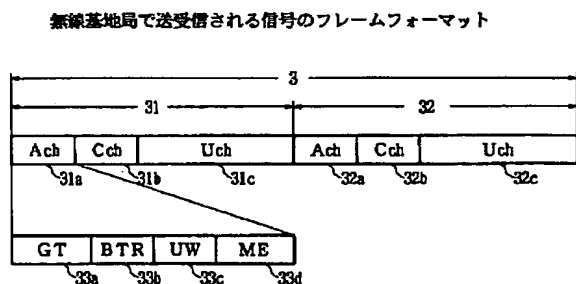 無線基地局で送受信される信号のフレームフォーマット
3
31 32
Ach Cch Uch Ach Cch Uch
31a 31b 31c 32a 32b 32c
GT BTR UW ME
33a 33b 33c 33d